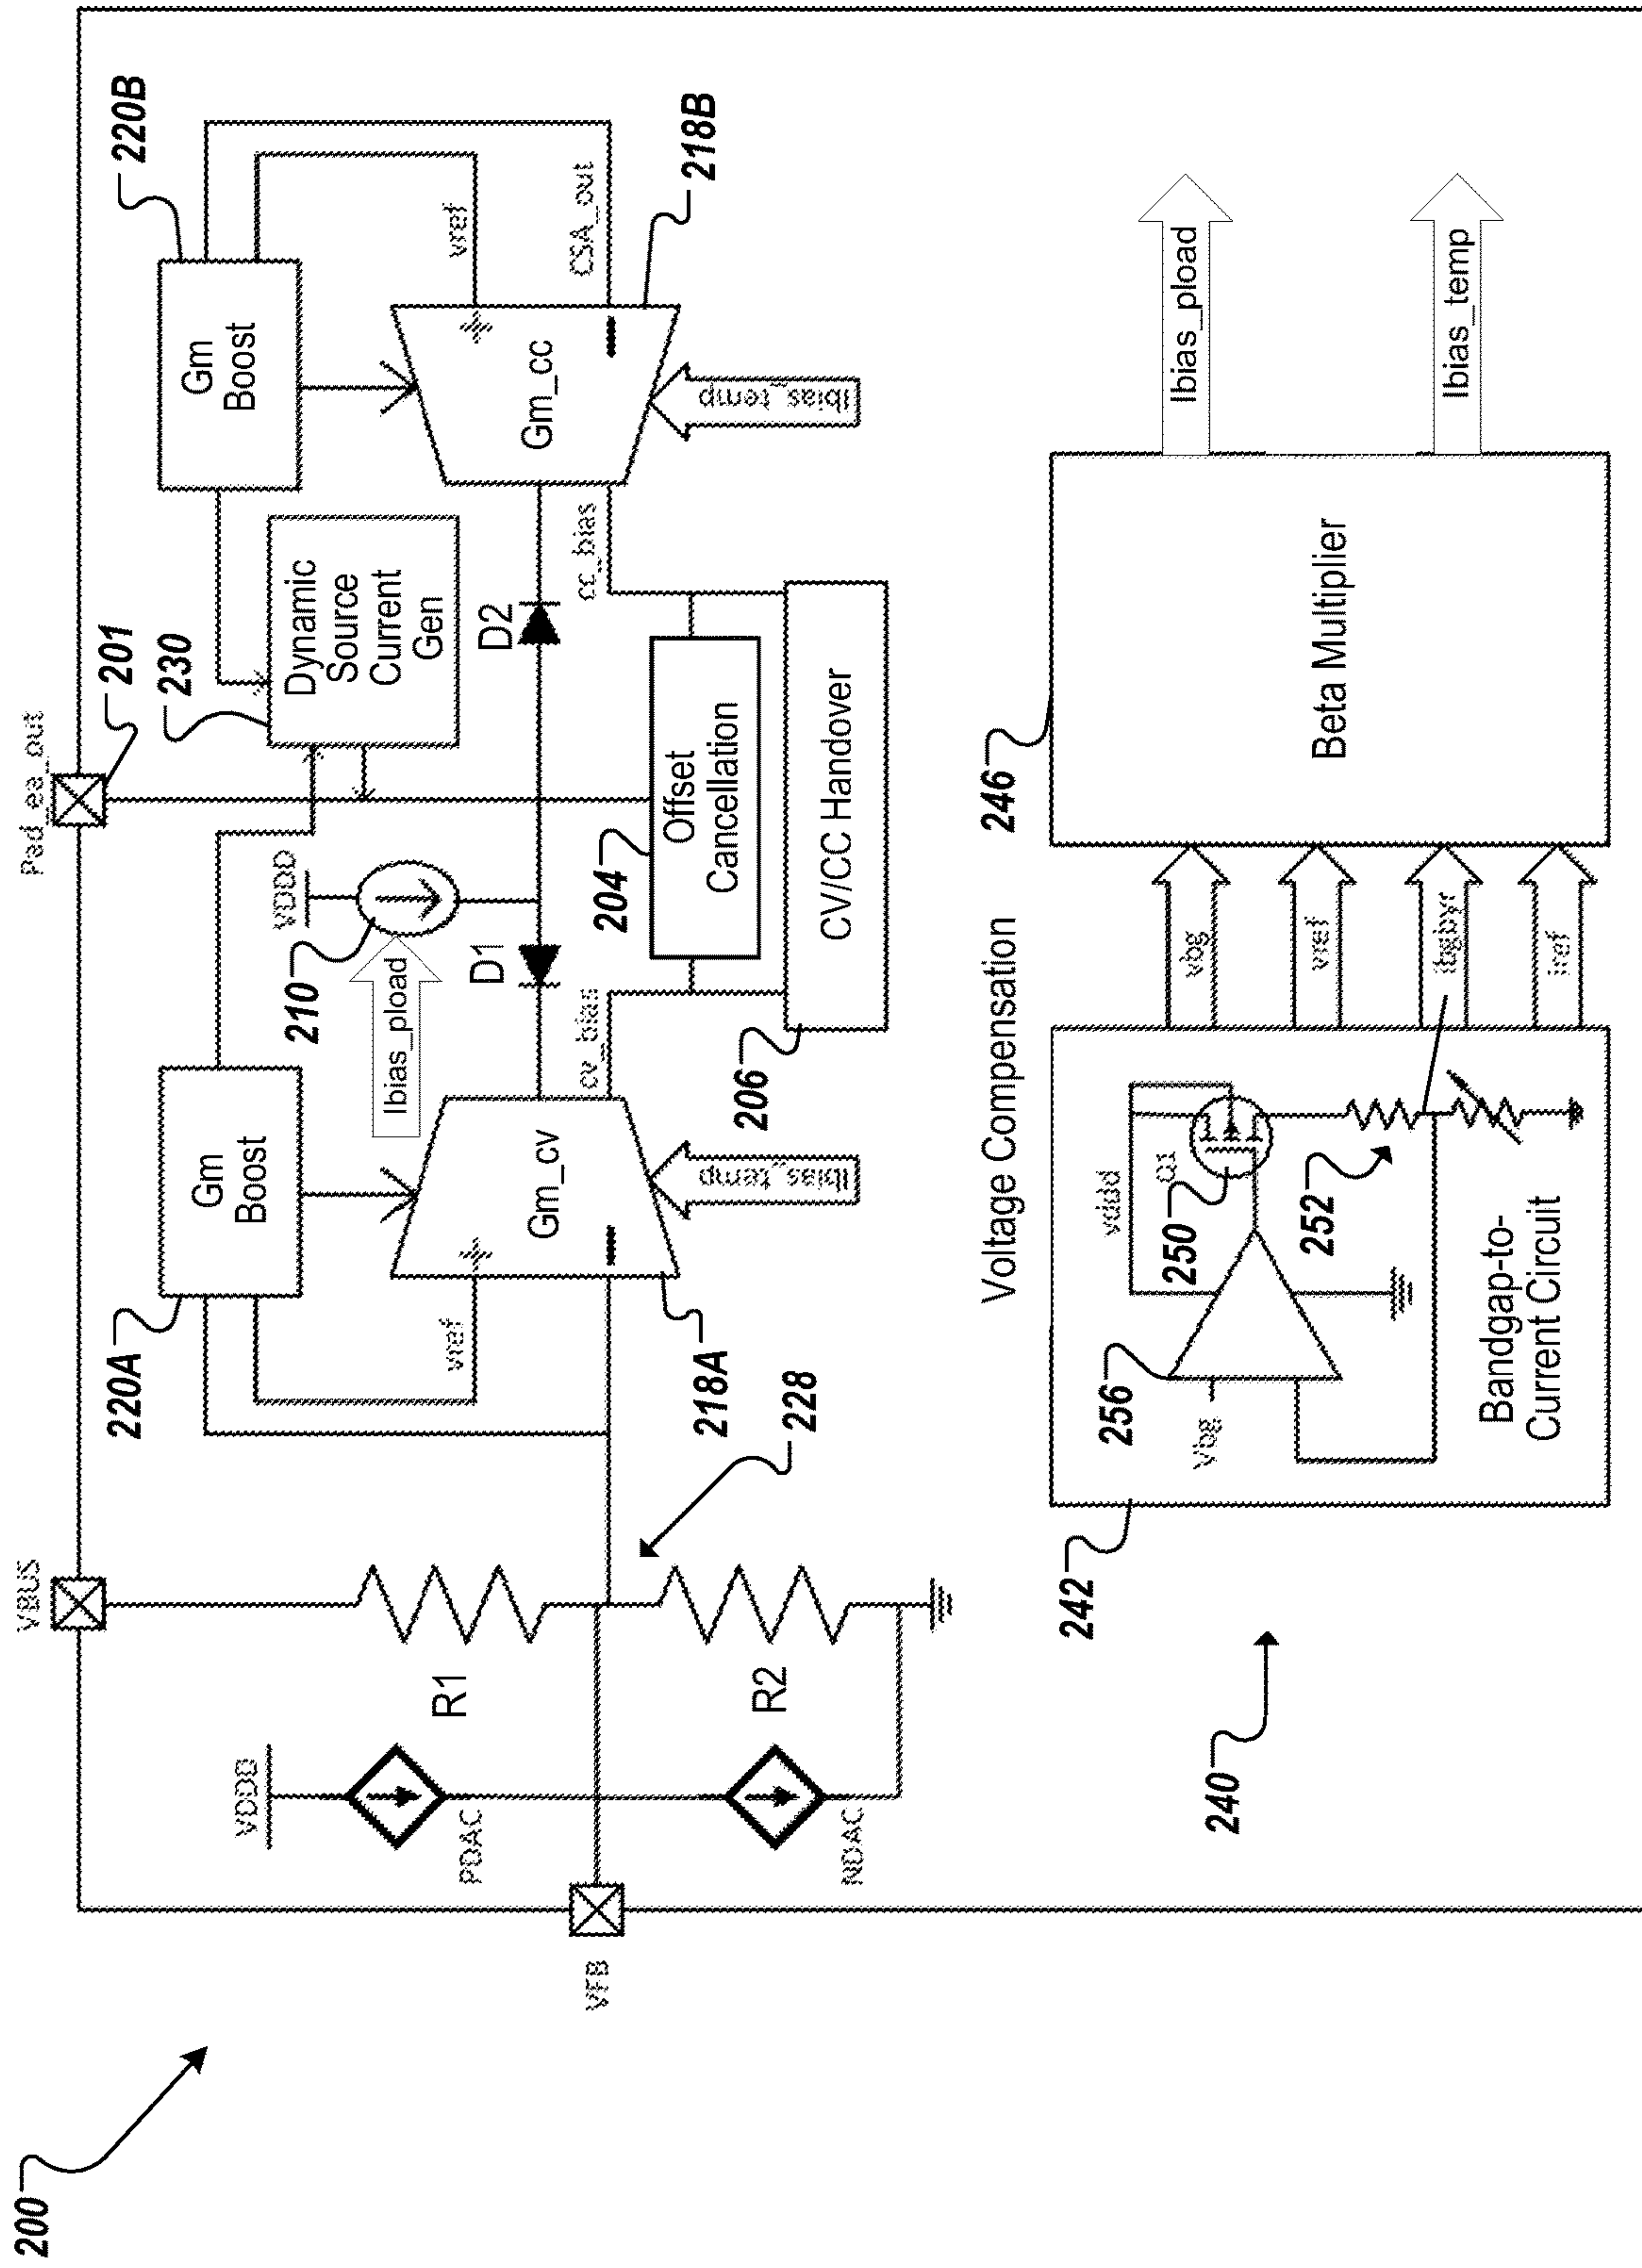 200
VBUS
Pad_ea_out
201
220A
Gm
Boost
VDDD
210
Ibias_pload
230
Dynamic
Source
Current
Gen
Gm
Boost
220B
VDDD
PDAC
R1
vref
Gm_cv
D1
D2
Gm_cc
vref
CSA_out
cv_bias
cc_bias
218A
218B
228
VFB
NDAC
R2
Ibias_temp
204
Offset
Cancellation
Ibias_temp
206
CV/CC Handover
Voltage Compensation
240
242
256
Vbg
vddd
Q1
250
252
Bandgap-to-
Current Circuit
vbg
vref
ibgbyr
iref
246
Beta Multiplier
Ibias_pload
Ibias_temp